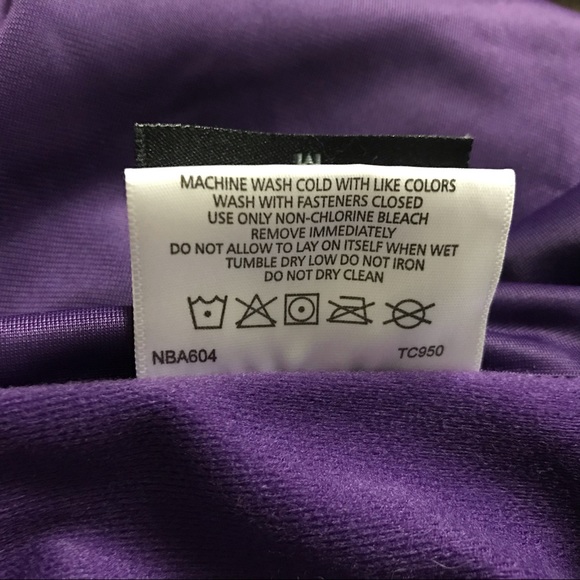 MACHINE WASH COLD WITH LIKE COLORS
WASH WITH FASTENERS CLOSED
USE ONLY NON-CHLORINE BLEACH
REMOVE IMMEDIATELY
DO NOT ALLOW TO LAY ON ITSELF WHEN WET
TUMBLE DRY LOW DO NOT IRON
DO NOT DRY CLEAN
NBA604 TC950